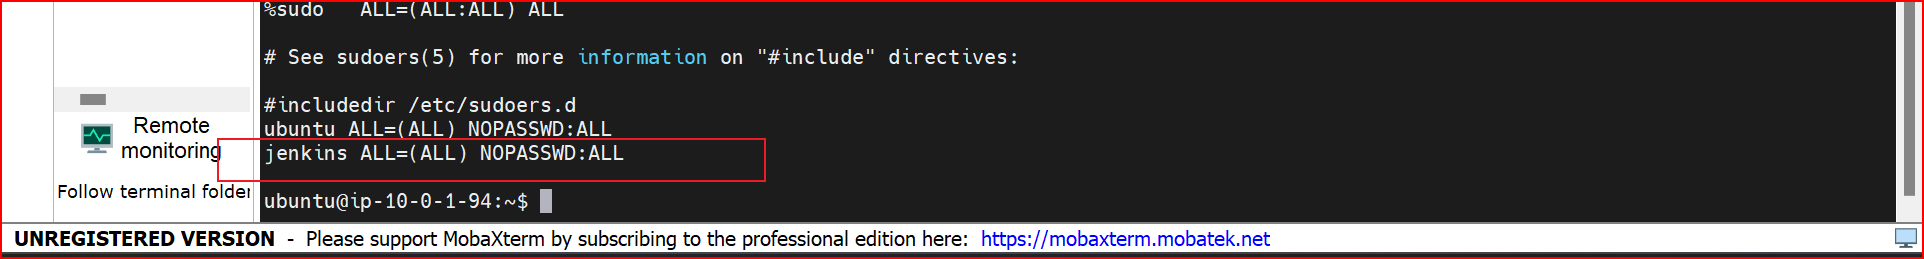 %sudo   ALL=(ALL:ALL) ALL
# See sudoers(5) for more information on "#include" directives:
#includedir /etc/sudoers.d
ubuntu ALL=(ALL) NOPASSWD:ALL
jenkins ALL=(ALL) NOPASSWD:ALL
ubuntu@ip-10-0-1-94:~$
Remote
monitoring
Follow terminal folder
UNREGISTERED VERSION  -  Please support MobaXterm by subscribing to the professional edition here:  https://mobaxterm.mobatek.net